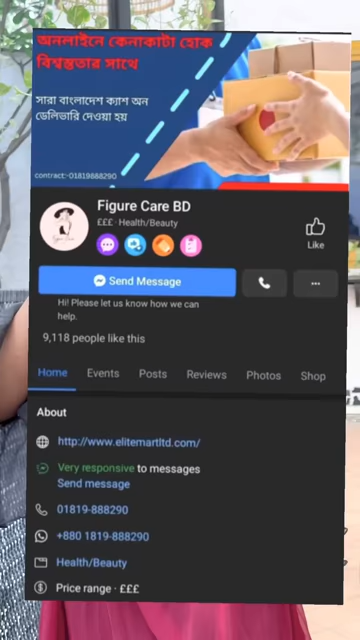 অনলাইনে কেনাকাটা হোক
বিশ্বস্ততার সাথে
সারা বাংলাদেশ ক্যাশ অন
ডেলিভারি দেওয়া হয়
contract:-01819888290
Figure Care BD
£££ · Health/Beauty
Like
Send Message
Hi! Please let us know how we can
help.
9,118 people like this
Home Events Posts Reviews Photos Shop
About
http://www.elitemartltd.com/
Very responsive to messages
Send message
01819-888290
+880 1819-888290
Health/Beauty
Price range · £££